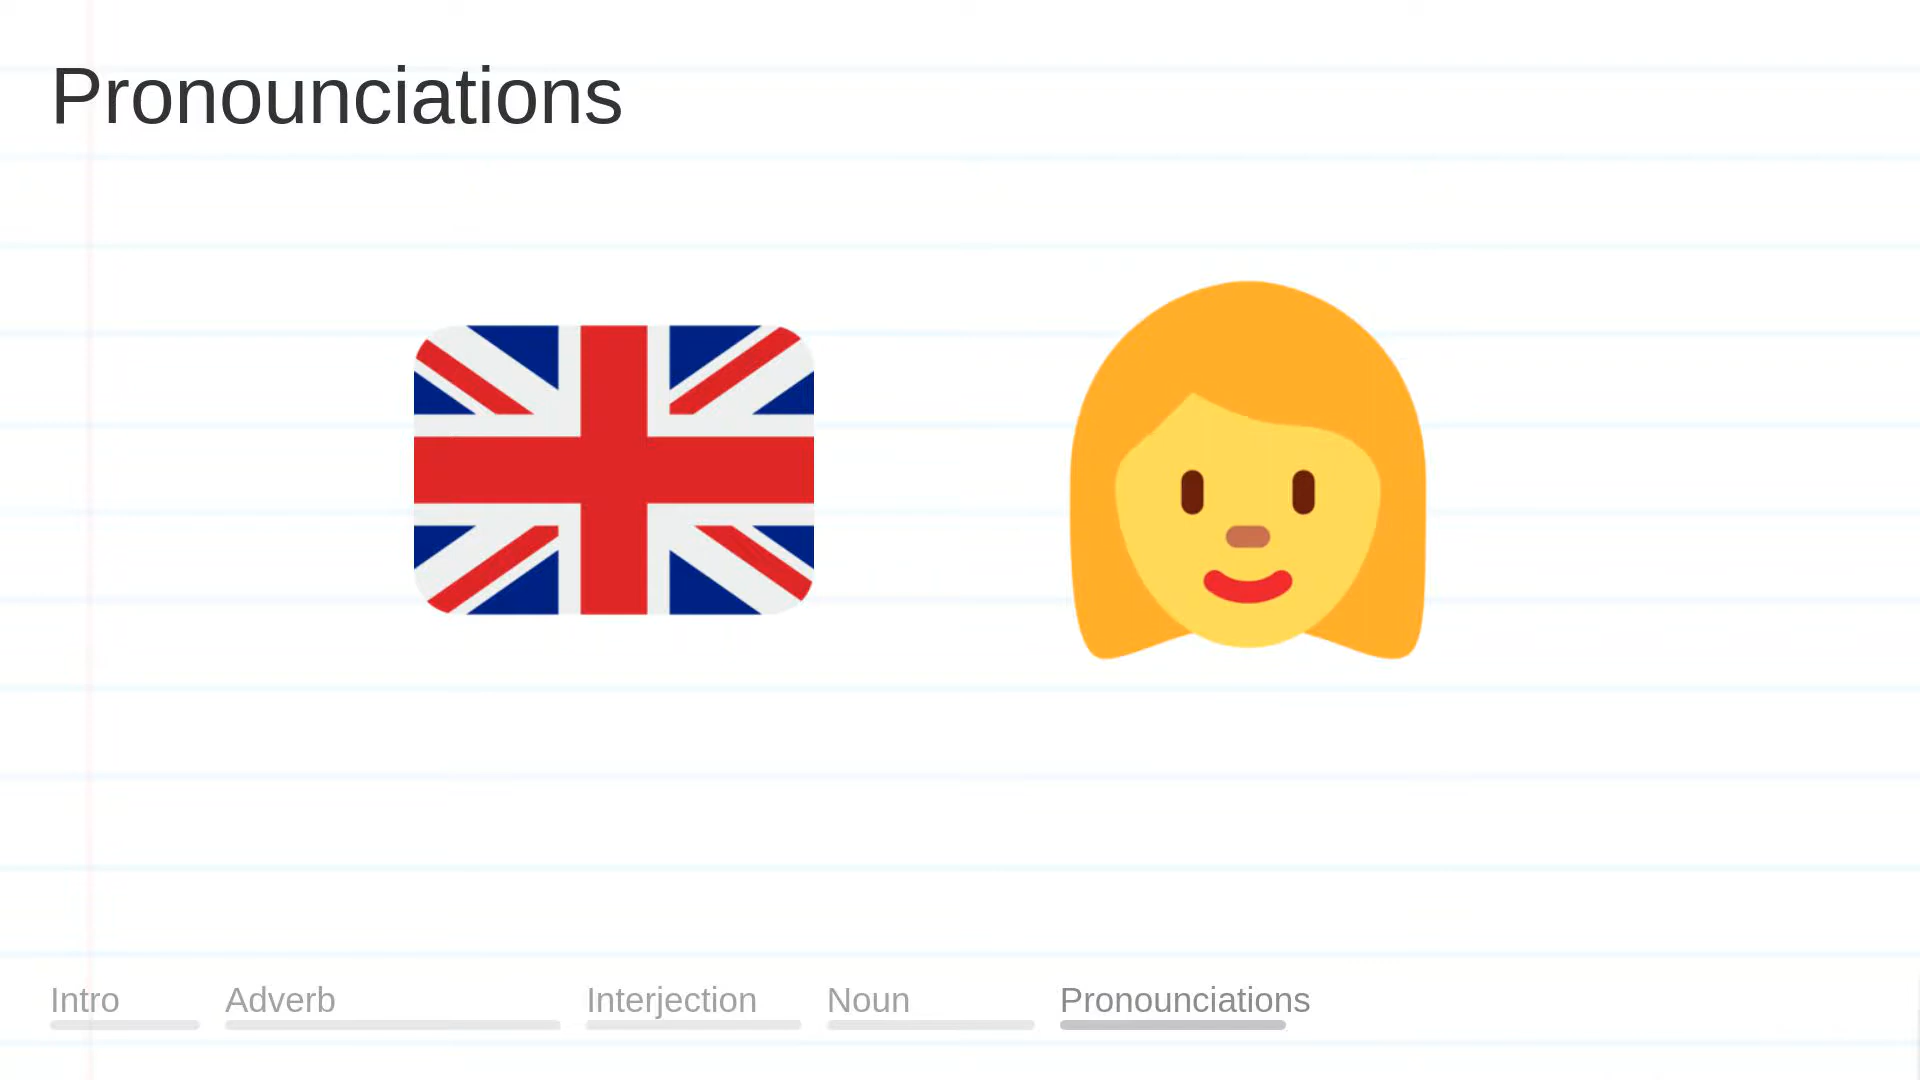 Pronounciations
Intro
Adverb
Interjection
Noun
Pronounciations